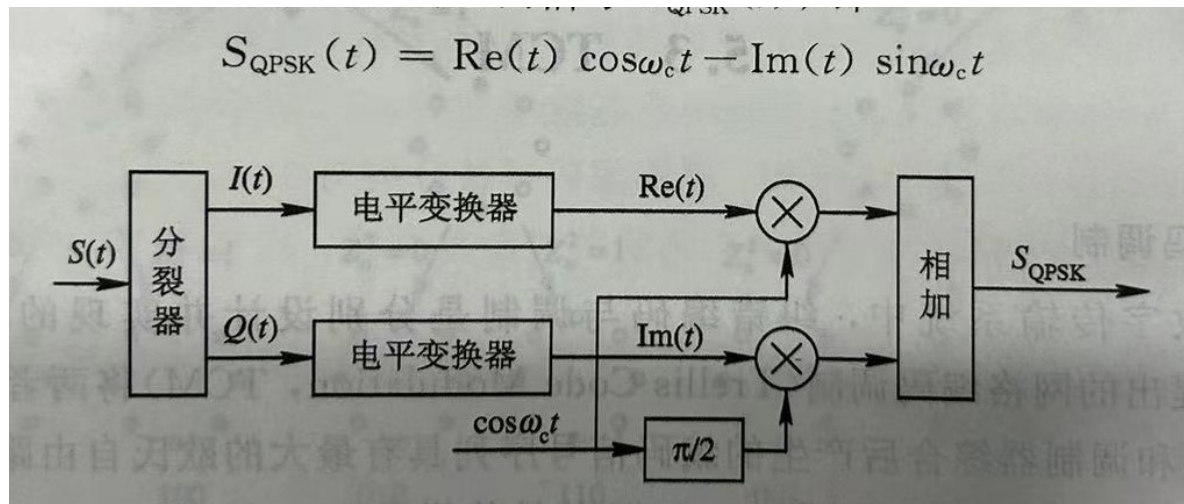 S_QPSK(t) = Re(t) cosω_c t − Im(t) sinω_c t
S(t)
分裂器
I(t)
电平变换器
Re(t)
Q(t)
电平变换器
Im(t)
cosω_c t
π/2
相加
S_QPSK